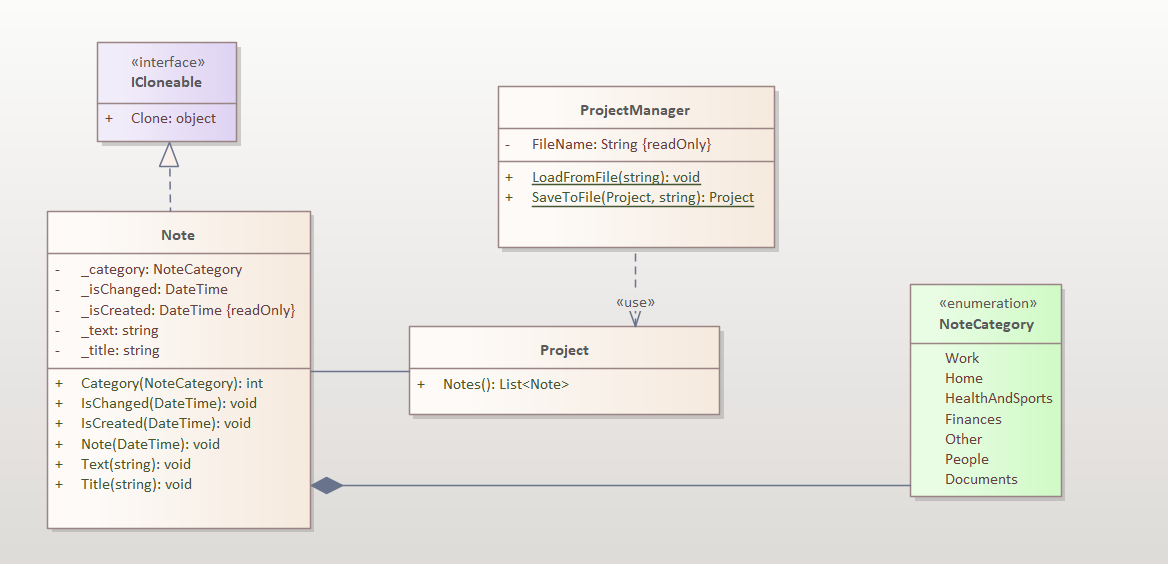 «interface»
ICloneable
+ Clone: object
Note
- _category: NoteCategory
- _isChanged: DateTime
- _isCreated: DateTime {readOnly}
- _text: string
- _title: string
+ Category(NoteCategory): int
+ IsChanged(DateTime): void
+ IsCreated(DateTime): void
+ Note(DateTime): void
+ Text(string): void
+ Title(string): void
ProjectManager
- FileName: String {readOnly}
+ LoadFromFile(string): void
+ SaveToFile(Project, string): Project
«use»
Project
+ Notes(): List<Note>
«enumeration»
NoteCategory
Work
Home
HealthAndSports
Finances
Other
People
Documents